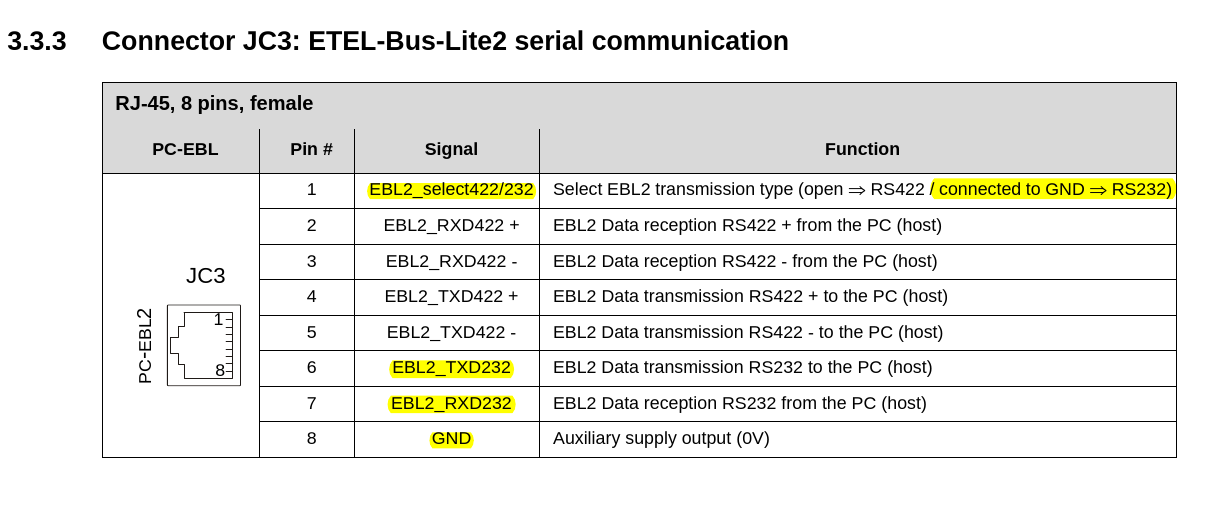 3.3.3 Connector JC3: ETEL-Bus-Lite2 serial communication
RJ-45, 8 pins, female
PC-EBL Pin # Signal Function
1 EBL2_select422/232 Select EBL2 transmission type (open ⇒ RS422 / connected to GND ⇒ RS232)
2 EBL2_RXD422 + EBL2 Data reception RS422 + from the PC (host)
3 EBL2_RXD422 - EBL2 Data reception RS422 - from the PC (host)
4 EBL2_TXD422 + EBL2 Data transmission RS422 + to the PC (host)
5 EBL2_TXD422 - EBL2 Data transmission RS422 - to the PC (host)
6 EBL2_TXD232 EBL2 Data transmission RS232 to the PC (host)
7 EBL2_RXD232 EBL2 Data reception RS232 from the PC (host)
8 GND Auxiliary supply output (0V)
JC3
PC-EBL2
1
8